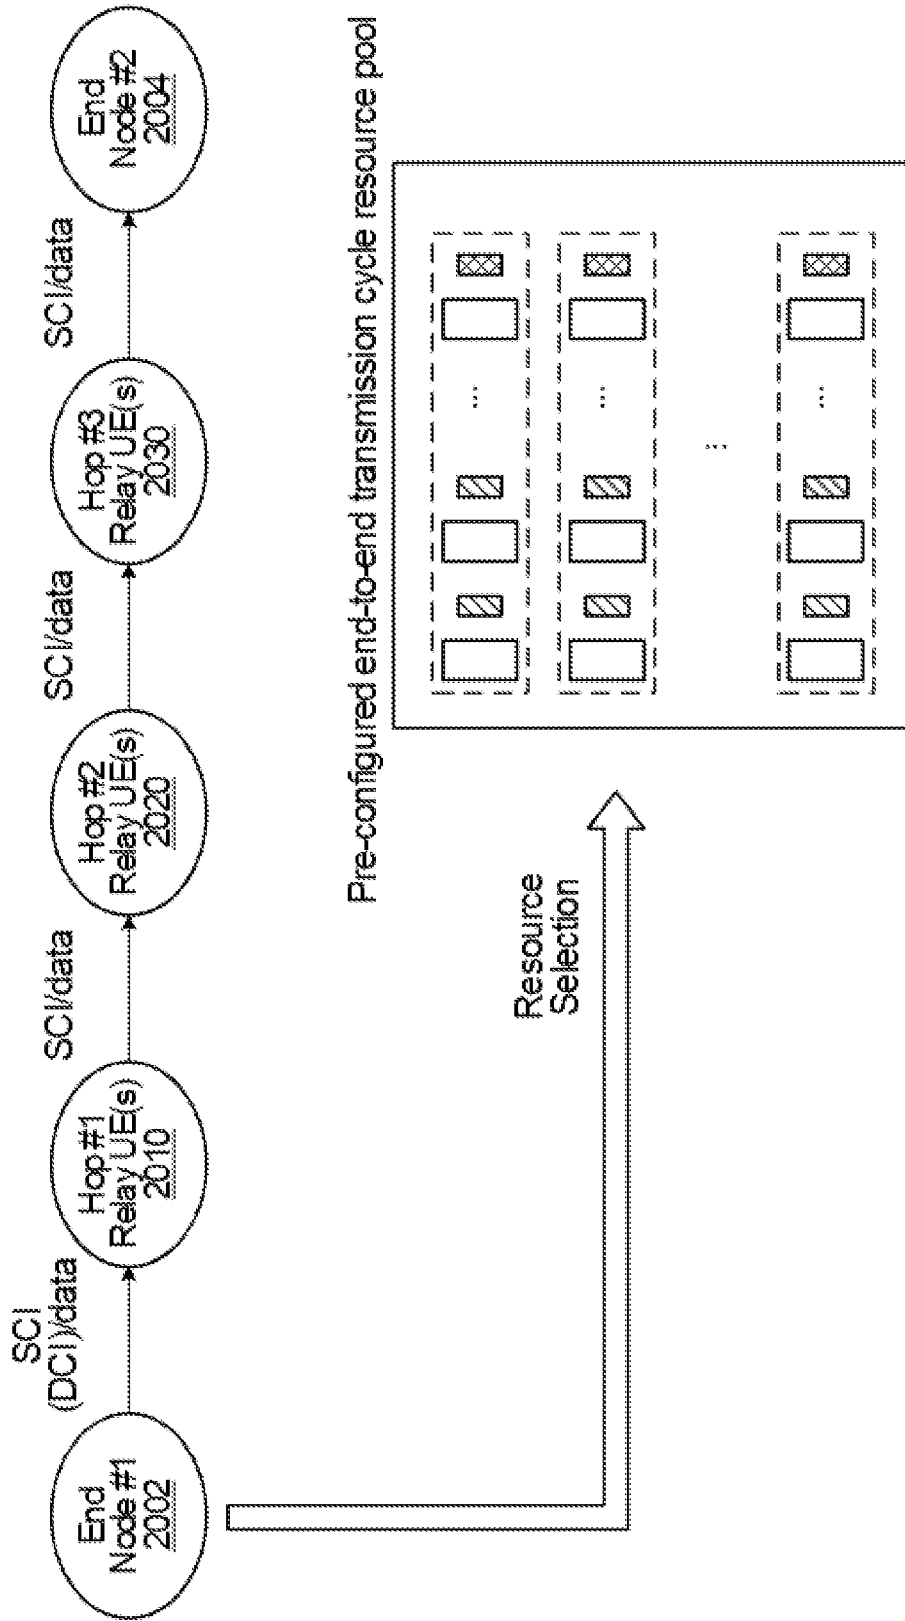 End
Node #1
2002
SCI
(DCI)/data
Hop #1
Relay UE(s)
2010
SCI/data
Hop #2
Relay UE(s)
2020
SCI/data
Hop #3
Relay UE(s)
2030
SCI/data
End
Node #2
2004
Resource
Selection
Pre-configured end-to-end transmission cycle resource pool
...
...
...
...